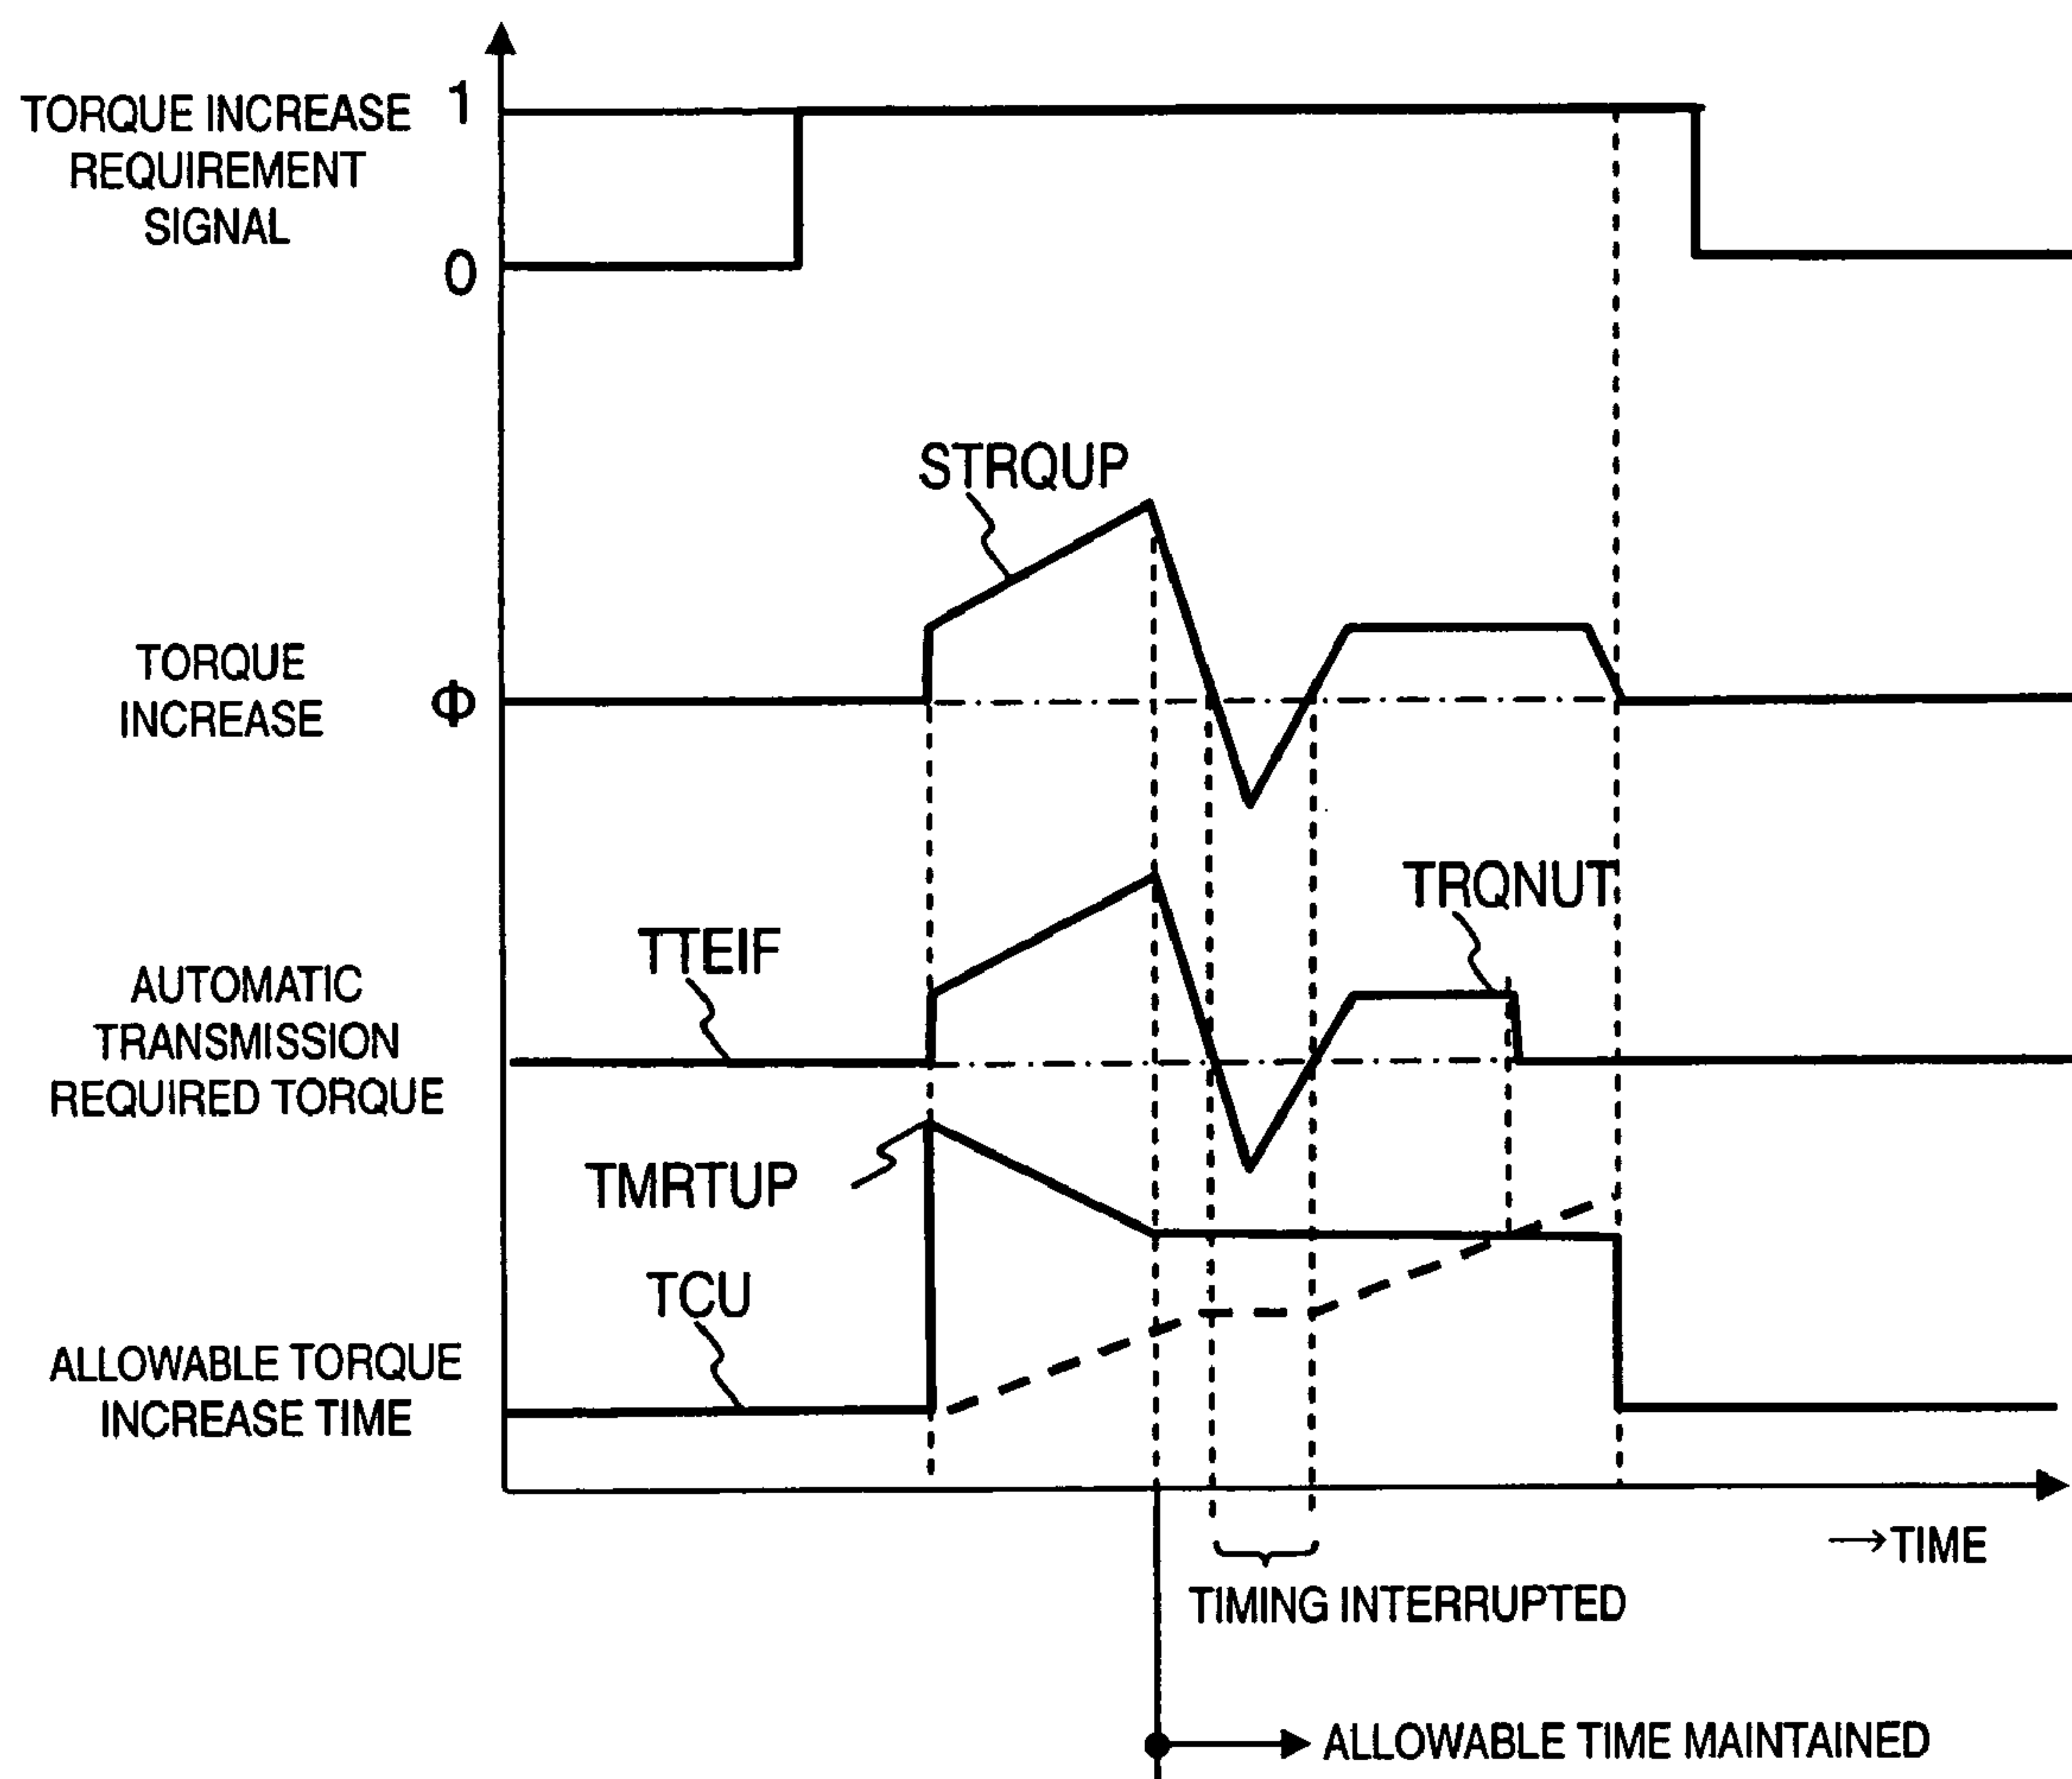 TORQUE INCREASE
REQUIREMENT
SIGNAL
1
0
STRQUP
TORQUE
INCREASE
Φ
TRQNUT
TTEIF
AUTOMATIC
TRANSMISSION
REQUIRED TORQUE
TMRTUP
TCU
ALLOWABLE TORQUE
INCREASE TIME
→TIME
TIMING INTERRUPTED
ALLOWABLE TIME MAINTAINED